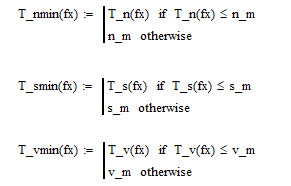 T_nmin(fx) := | T_n(fx) if T_n(fx) ≤ n_m
n_m otherwise
T_smin(fx) := | T_s(fx) if T_s(fx) ≤ s_m
s_m otherwise
T_vmin(fx) := | T_v(fx) if T_v(fx) ≤ v_m
v_m otherwise